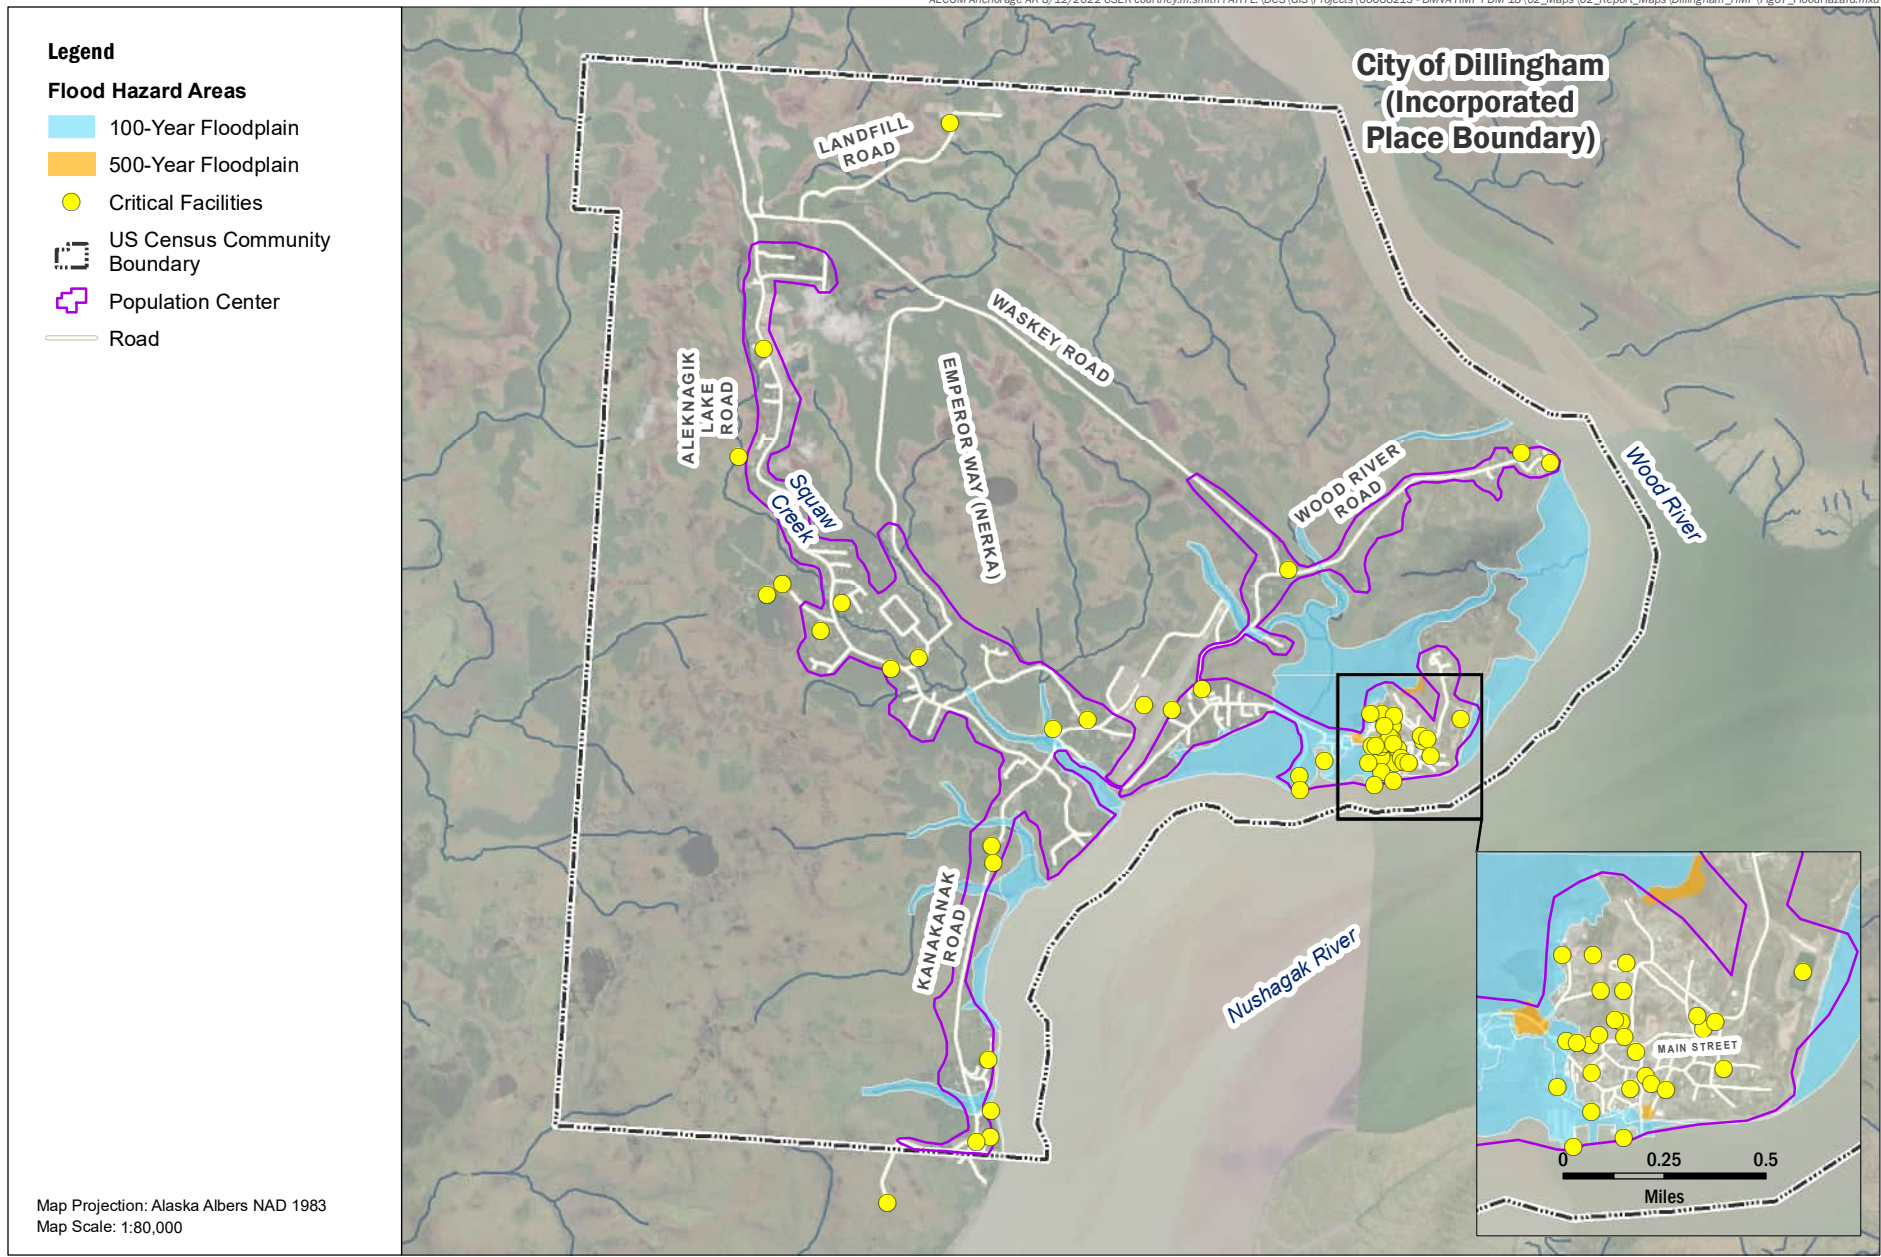 Legend
Flood Hazard Areas
100-Year Floodplain
500-Year Floodplain
Critical Facilities
US Census Community
Boundary
Population Center
Road
Map Projection: Alaska Albers NAD 1983
Map Scale: 1:80,000
City of Dillingham
(Incorporated
Place Boundary)
LANDFILL
ROAD
WASKEY ROAD
ALEKNAGIK
LAKE
ROAD
EMPEROR WAY (NERKA)
Squaw
Creek
WOOD RIVER
ROAD
Wood River
KANAKANAK
ROAD
Nushagak River
MAIN STREET
0 0.25 0.5
Miles